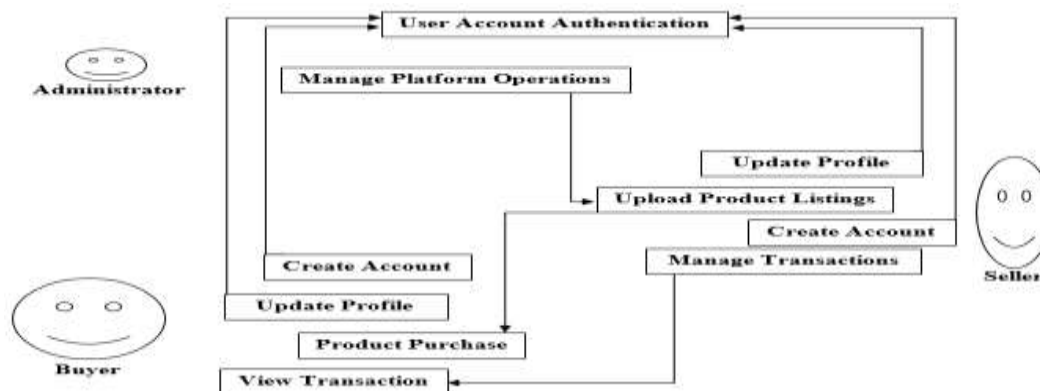 User Account Authentication
Manage Platform Operations
Administrator
Update Profile
Upload Product Listings
Create Account
Manage Transactions
Create Account
Seller
Update Profile
Product Purchase
Buyer
View Transaction